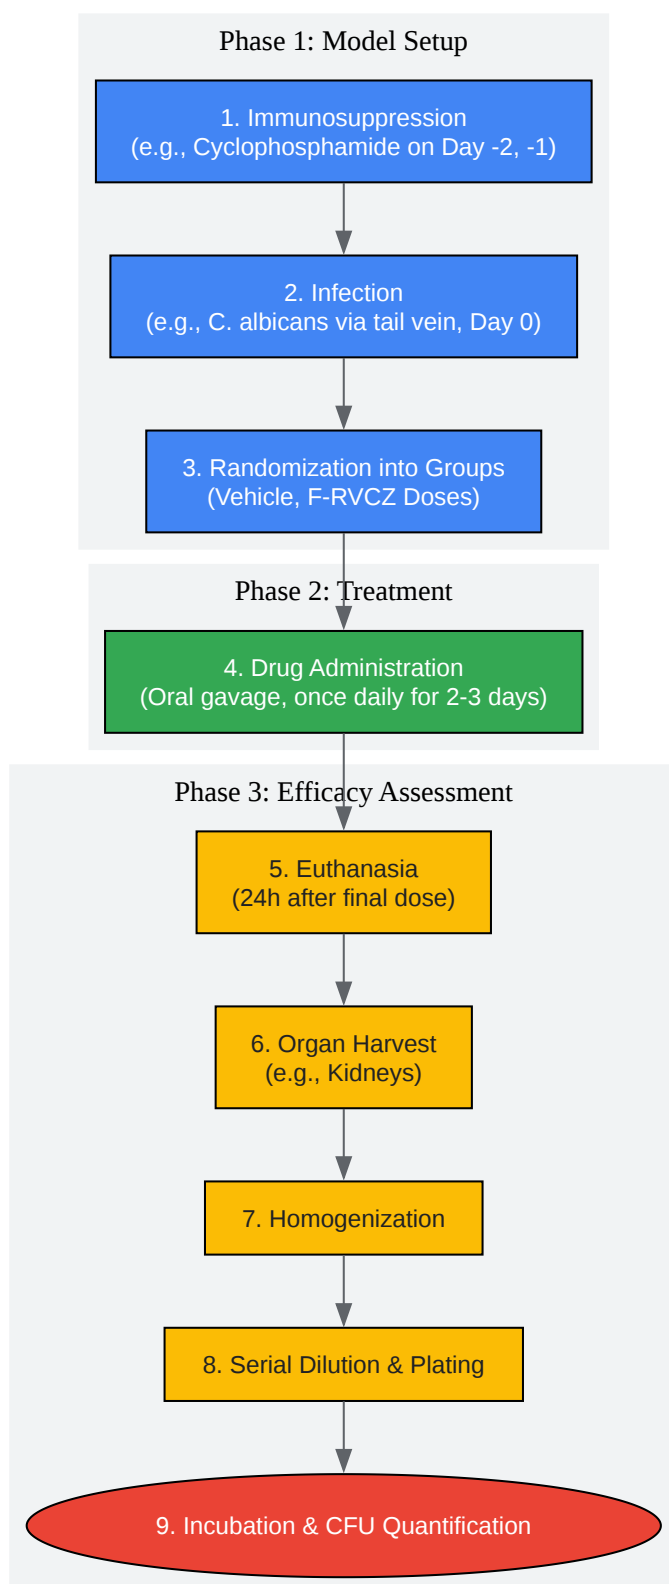 Phase 1: Model Setup
1. Immunosuppression
(e.g., Cyclophosphamide on Day -2, -1)
2. Infection
(e.g., C. albicans via tail vein, Day 0)
3. Randomization into Groups
(Vehicle, F-RVCZ Doses)
Phase 2: Treatment
4. Drug Administration
(Oral gavage, once daily for 2-3 days)
Phase 3: Efficacy Assessment
5. Euthanasia
(24h after final dose)
6. Organ Harvest
(e.g., Kidneys)
7. Homogenization
8. Serial Dilution & Plating
9. Incubation & CFU Quantification